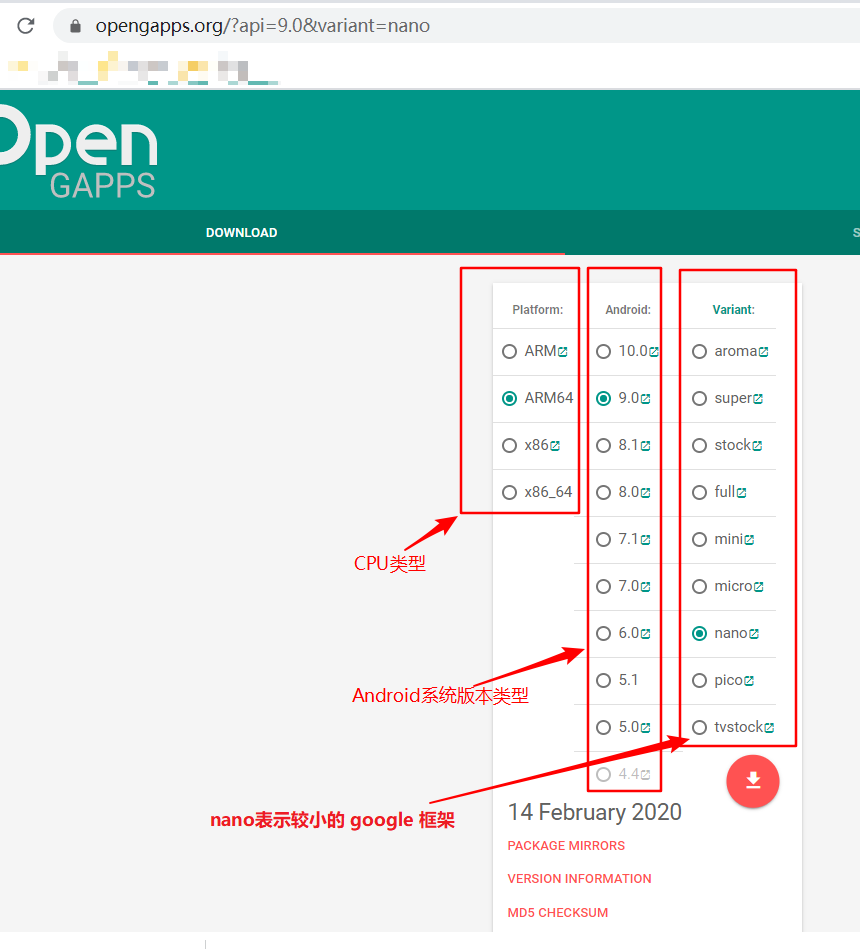 opengapps.org/?api=9.0&variant=nano
Open
GAPPS
DOWNLOAD
S
Platform:
Android:
Variant:
ARM
10.0
aroma
ARM64
9.0
super
x86
8.1
stock
x86_64
8.0
full
7.1
mini
7.0
micro
6.0
nano
5.1
pico
5.0
tvstock
4.4
CPU类型
Android系统版本类型
nano表示较小的 google 框架
14 February 2020
PACKAGE MIRRORS
VERSION INFORMATION
MD5 CHECKSUM